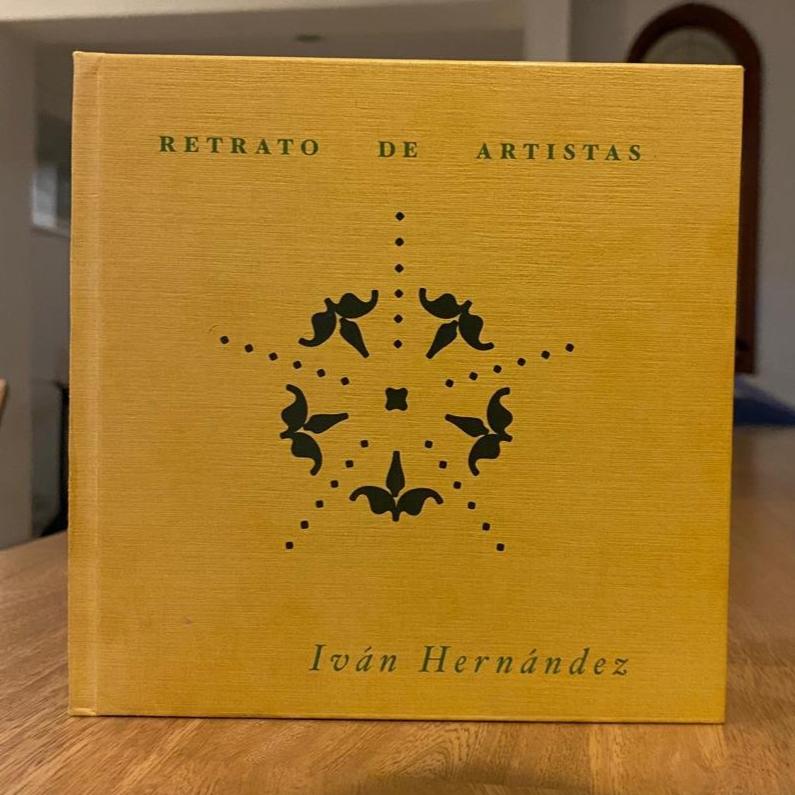 RETRATO DE ARTISTAS
Iván Hernández